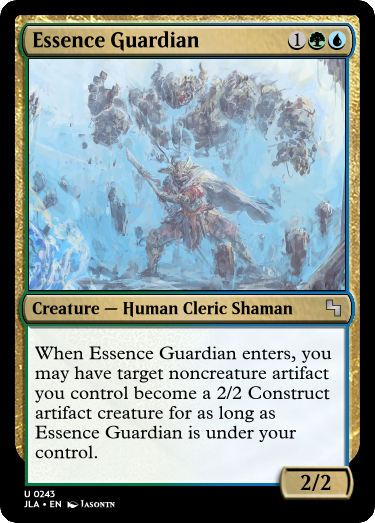 Essence Guardian 1
Creature — Human Cleric Shaman
When Essence Guardian enters, you
may have target noncreature artifact
you control become a 2/2 Construct
artifact creature for as long as
Essence Guardian is under your
control.
2/2
U 0243
JLA • EN Jasontn